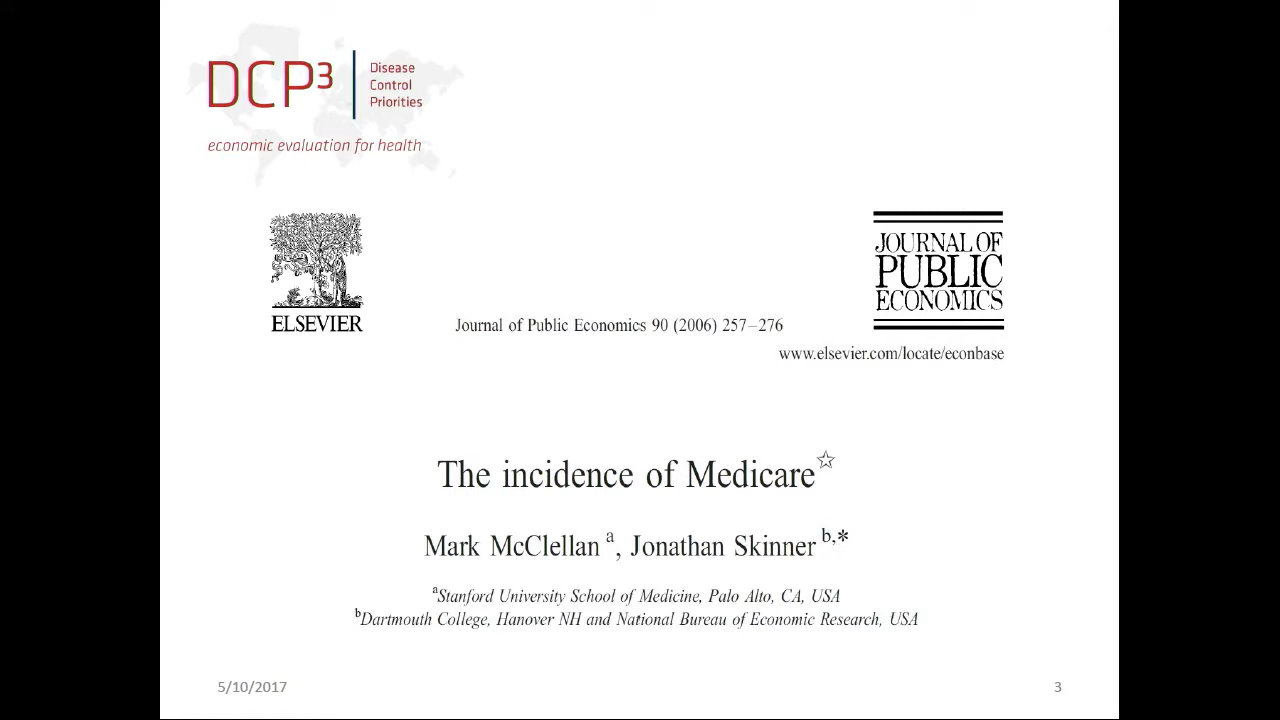 DCP3
Disease
Control
Priorities
economic evaluation for health
ELSEVIER
Journal of Public Economics 90 (2006) 257–276
JOURNAL OF
PUBLIC
ECONOMICS
www.elsevier.com/locate/econbase
The incidence of Medicare☆
Mark McClellan a, Jonathan Skinner b,*
aStanford University School of Medicine, Palo Alto, CA, USA
bDartmouth College, Hanover NH and National Bureau of Economic Research, USA
5/10/2017
3